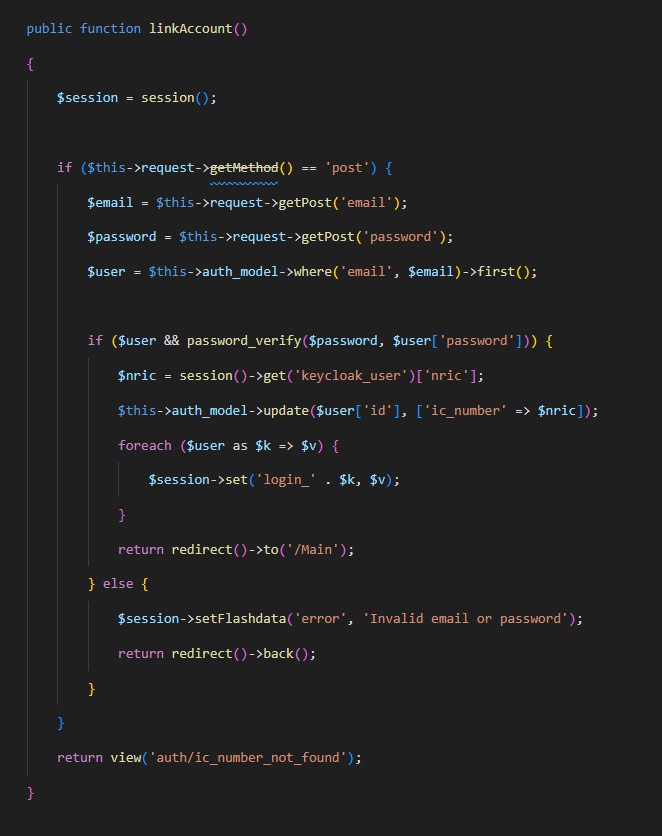 public function linkAccount()
{
    $session = session();
    if ($this->request->getMethod() == 'post') {
        $email = $this->request->getPost('email');
        $password = $this->request->getPost('password');
        $user = $this->auth_model->where('email', $email)->first();
        if ($user && password_verify($password, $user['password'])) {
            $nric = session()->get('keycloak_user')['nric'];
            $this->auth_model->update($user['id'], ['ic_number' => $nric]);
            foreach ($user as $k => $v) {
                $session->set('login_' . $k, $v);
            }
            return redirect()->to('/Main');
        } else {
            $session->setFlashdata('error', 'Invalid email or password');
            return redirect()->back();
        }
    }
    return view('auth/ic_number_not_found');
}